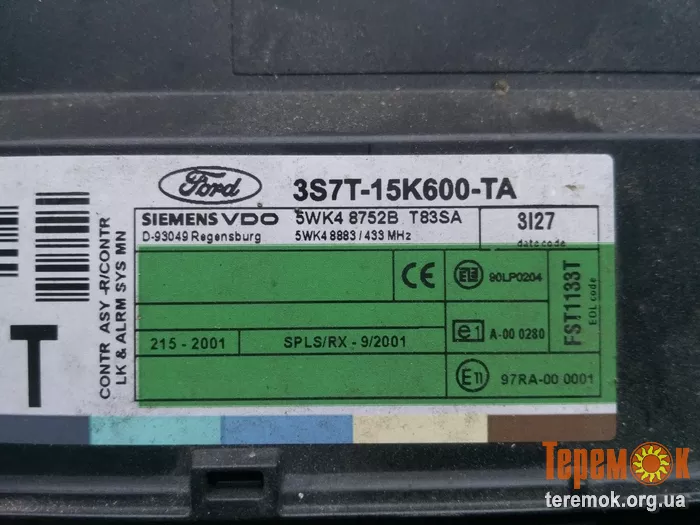 Ford
3S7T-15K600-TA
SIEMENS VDO
D-93049 Regensburg
5WK4 8752B T83SA
5WK4 8883 / 433 MHz
3I27
date code
CONTR ASY -R/CONTR
LK & ALRM SYS MN
T
CE
90LP0204
FST1133T
EOL code
215 - 2001
SPLS/RX - 9/2001
e1
A-00 0280
E11
97RA-00 0001
ТеремОк
teremok.org.ua